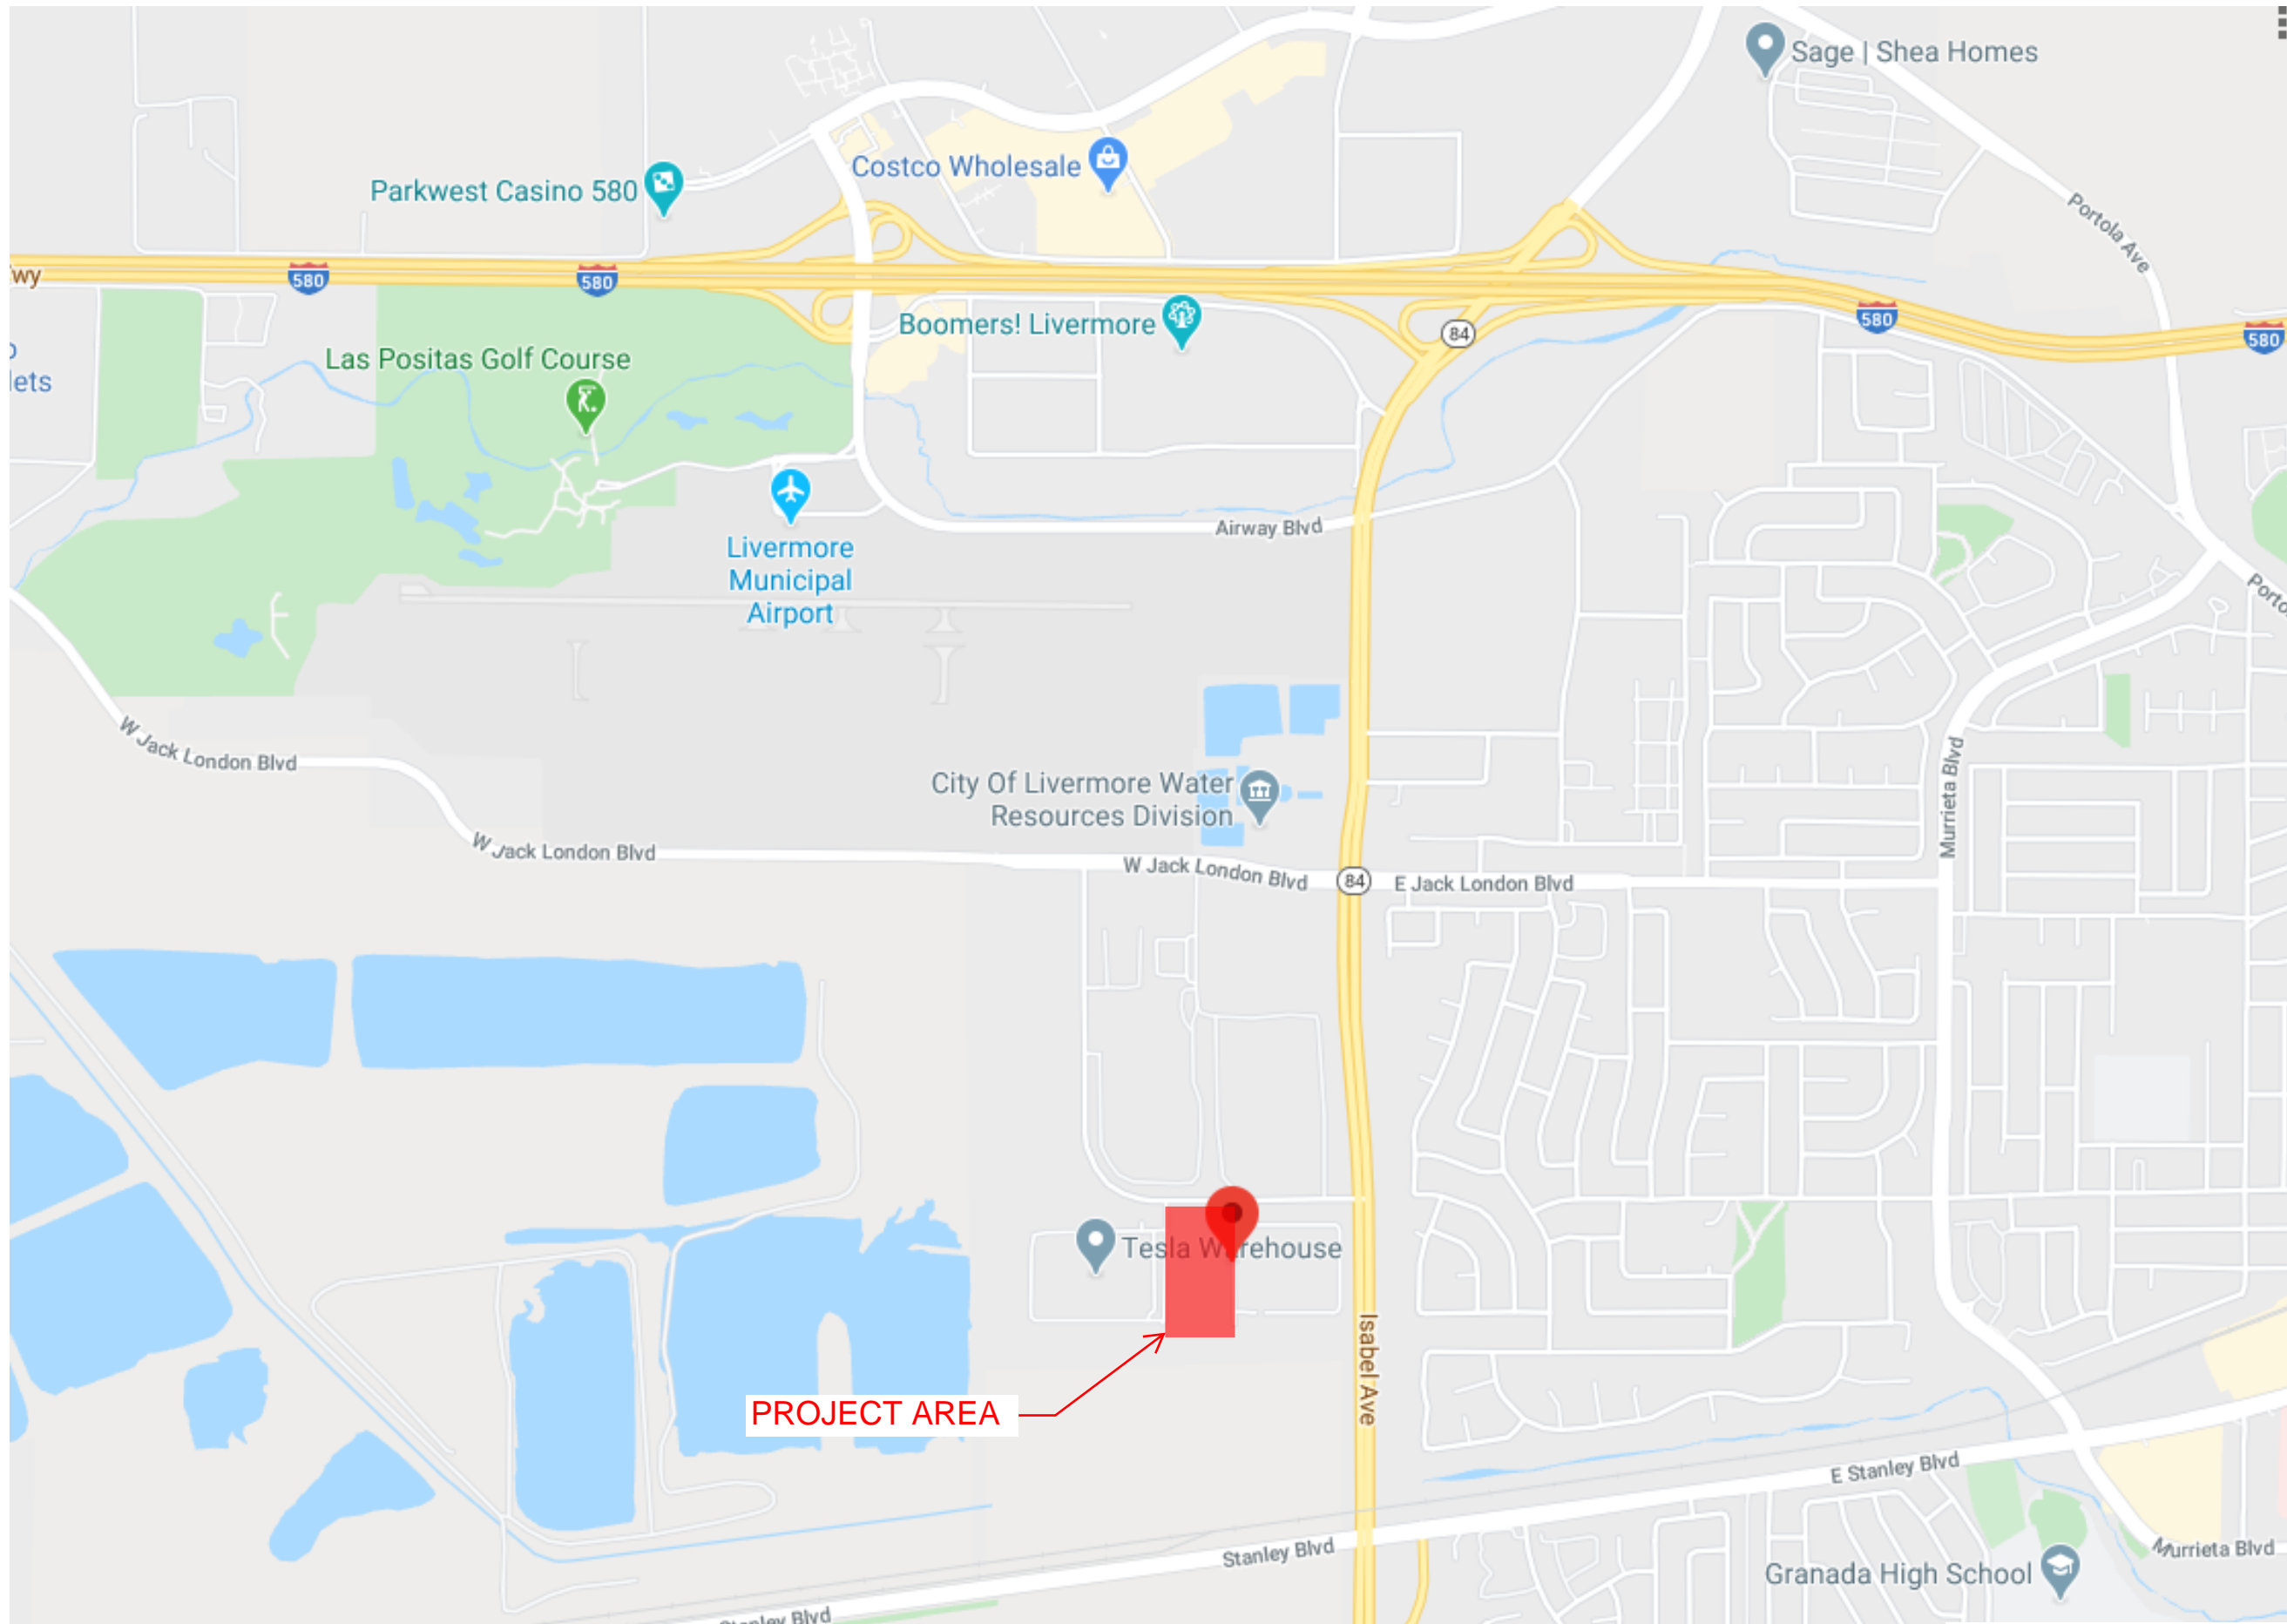 Sage | Shea Homes
Costco Wholesale
Parkwest Casino 580
Portola Ave
wy
580
580
580
580
Boomers! Livermore
84
Las Positas Golf Course
lets
Airway Blvd
Livermore
Municipal
Airport
Porto
W Jack London Blvd
Murrieta Blvd
City Of Livermore Water
Resources Division
W Jack London Blvd
W Jack London Blvd
84
E Jack London Blvd
Tesla Warehouse
Isabel Ave
PROJECT AREA
E Stanley Blvd
Stanley Blvd
Murrieta Blvd
Granada High School
Stanley Blvd